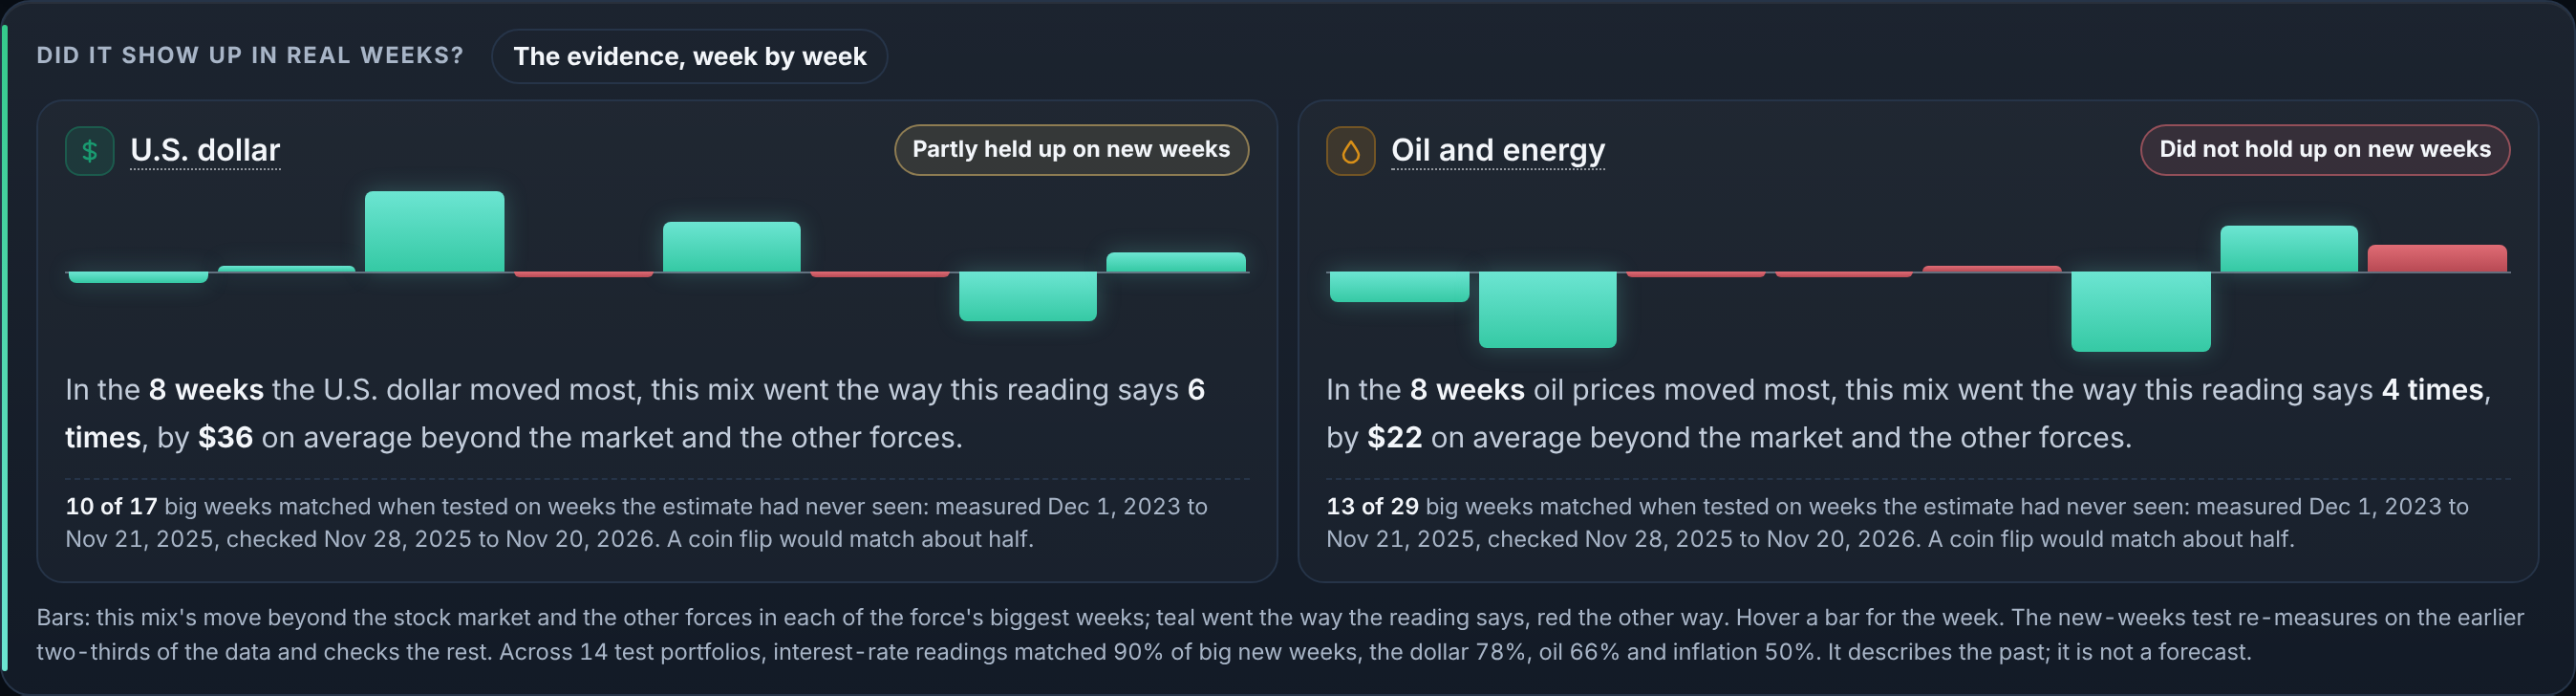 DID IT SHOW UP IN REAL WEEKS?
The evidence, week by week
$
U.S. dollar
Partly held up on new weeks
In the 8 weeks the U.S. dollar moved most, this mix went the way this reading says 6
times, by $36 on average beyond the market and the other forces.
10 of 17 big weeks matched when tested on weeks the estimate had never seen: measured Dec 1, 2023 to
Nov 21, 2025, checked Nov 28, 2025 to Nov 20, 2026. A coin flip would match about half.
Oil and energy
Did not hold up on new weeks
In the 8 weeks oil prices moved most, this mix went the way this reading says 4 times,
by $22 on average beyond the market and the other forces.
13 of 29 big weeks matched when tested on weeks the estimate had never seen: measured Dec 1, 2023 to
Nov 21, 2025, checked Nov 28, 2025 to Nov 20, 2026. A coin flip would match about half.
Bars: this mix's move beyond the stock market and the other forces in each of the force's biggest weeks; teal went the way the reading says, red the other way. Hover a bar for the week. The new-weeks test re-measures on the earlier
two-thirds of the data and checks the rest. Across 14 test portfolios, interest-rate readings matched 90% of big new weeks, the dollar 78%, oil 66% and inflation 50%. It describes the past; it is not a forecast.